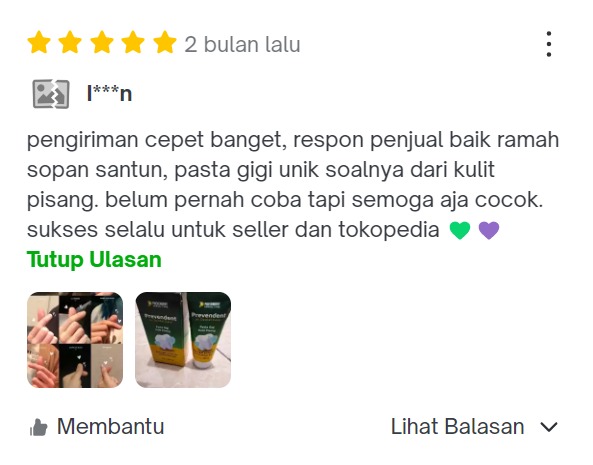 2 bulan lalu
l***n
pengiriman cepet banget, respon penjual baik ramah
sopan santun, pasta gigi unik soalnya dari kulit
pisang. belum pernah coba tapi semoga aja cocok.
sukses selalu untuk seller dan tokopedia 💚 💜
Tutup Ulasan
Prevendent
Prevendent
Membantu
Lihat Balasan